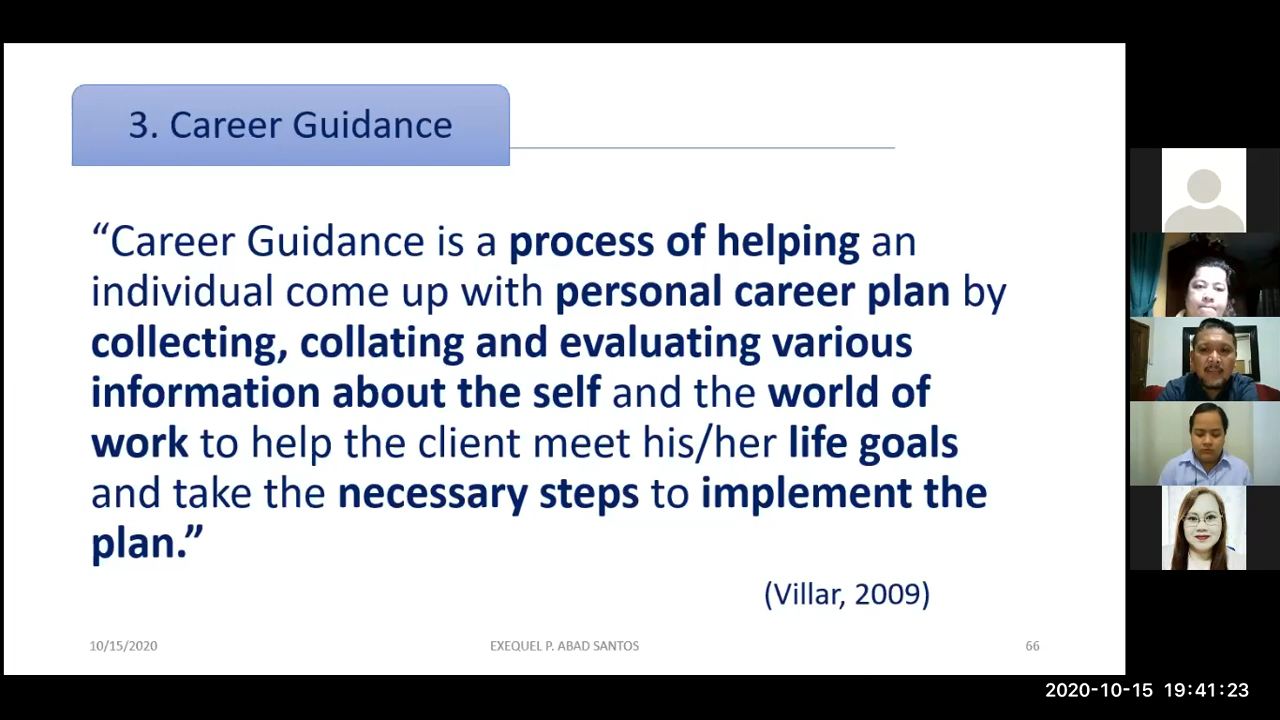 3. Career Guidance
“Career Guidance is a process of helping an
individual come up with personal career plan by
collecting, collating and evaluating various
information about the self and the world of
work to help the client meet his/her life goals
and take the necessary steps to implement the
plan.”
(Villar, 2009)
10/15/2020
EXEQUEL P. ABAD SANTOS
66
2020-10-15 19:41:23